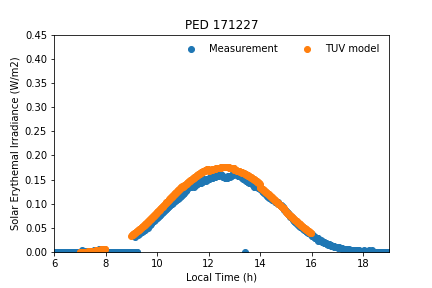 PED 171227
Measurement
TUV model
Solar Erythemal Irradiance (W/m2)
0.45
0.40
0.35
0.30
0.25
0.20
0.15
0.10
0.05
0.00
6 8 10 12 14 16 18
Local Time (h)